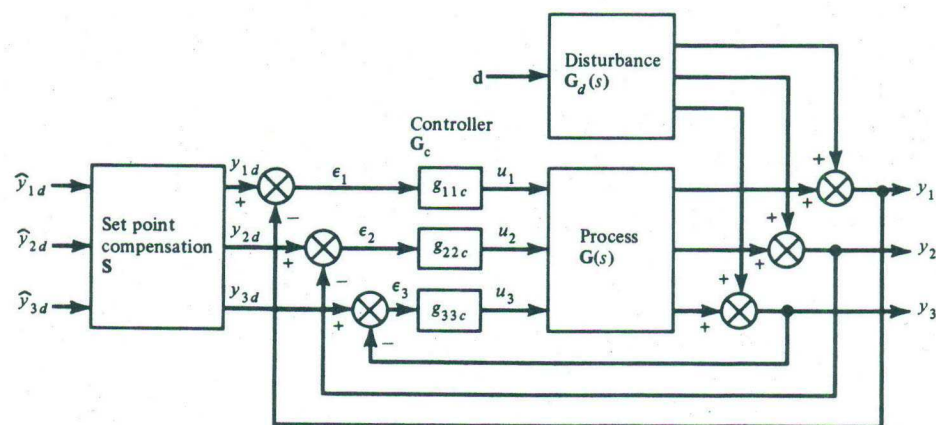 Disturbance
G_d(s)
d
Controller
G_c
ŷ_1d
y_1d
ϵ_1
g_11c
u_1
y_1
ŷ_2d
Set point
compensation
S
y_2d
ϵ_2
g_22c
u_2
Process
G(s)
y_2
ŷ_3d
y_3d
ϵ_3
g_33c
u_3
y_3
+
−
+
−
+
−
+
+
+
+
+
+